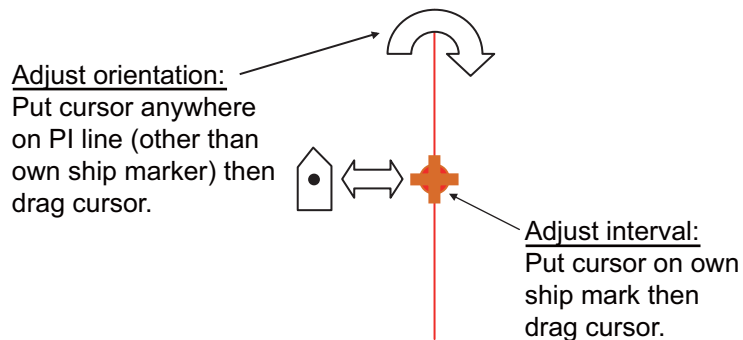 Adjust orientation:
Put cursor anywhere
on PI line (other than
own ship marker) then
drag cursor.
Adjust interval:
Put cursor on own
ship mark then
drag cursor.